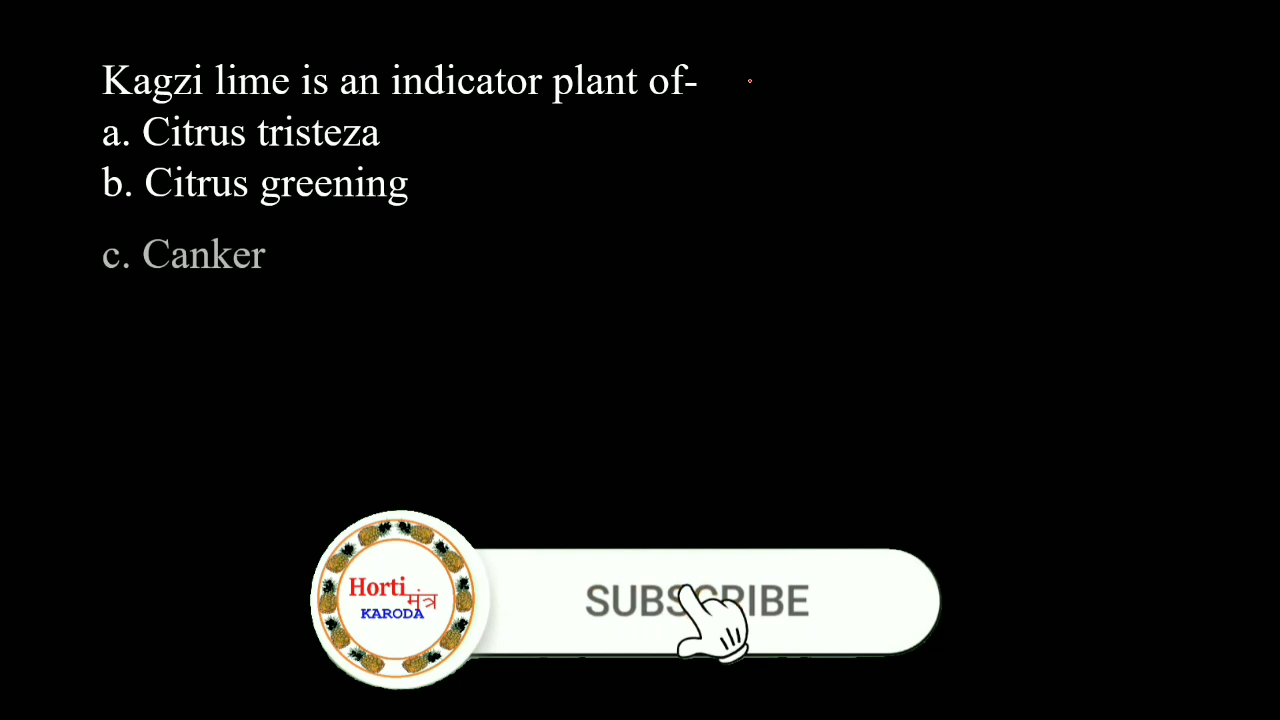 Kagzi lime is an indicator plant of-
a. Citrus tristeza
b. Citrus greening
c. Canker
Horti मंत्र
KARODA
SUBSCRIBE